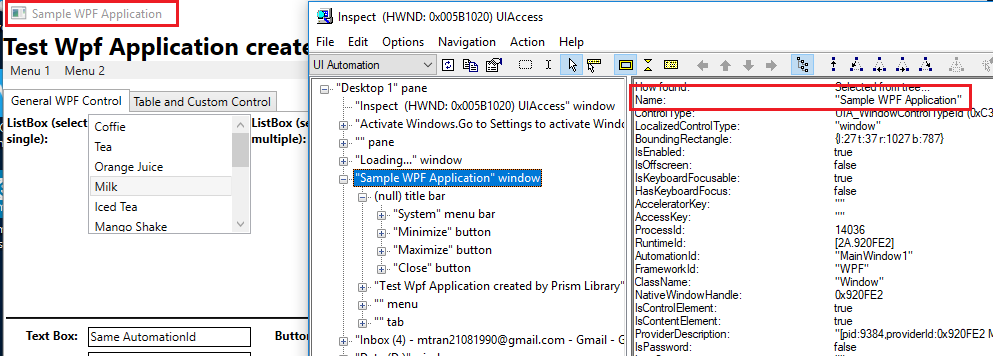 Sample WPF Application
Test Wpf Application create
Menu 1 Menu 2
General WPF Control
Table and Custom Control
ListBox (select
single):
Coffie
Tea
Orange Juice
Milk
Iced Tea
Mango Shake
ListBox (sel
multiple):
Text Box:
Same AutomationId
Button
Inspect (HWND: 0x005B1020) UIAccess
File Edit Options Navigation Action Help
UI Automation
"Desktop 1" pane
"Inspect (HWND: 0x005B1020) UIAccess" window
"Activate Windows.Go to Settings to activate Windo
"" pane
"Loading..." window
"Sample WPF Application" window
(null) title bar
"System" menu bar
"Minimize" button
"Maximize" button
"Close" button
"Test Wpf Application created by Prism Library"
"" menu
"" tab
"Inbox (4) - mtran21081990@gmail.com - Gmail - G
How found: Selected from tree...
Name: "Sample WPF Application"
ControlType: UIA_WindowControlTypeId (0xC3
LocalizedControlType: "window"
BoundingRectangle: {l:27 t:37 r:1027 b:787}
IsEnabled: true
IsOffscreen: false
IsKeyboardFocusable: true
HasKeyboardFocus: false
AcceleratorKey: ""
AccessKey: ""
ProcessId: 14036
RuntimeId: [2A.920FE2]
AutomationId: "MainWindow1"
FrameworkId: "WPF"
ClassName: "Window"
NativeWindowHandle: 0x920FE2
IsControlElement: true
IsContentElement: true
ProviderDescription: "[pid:9384,providerId:0x920FE2 M
IsPassword: false